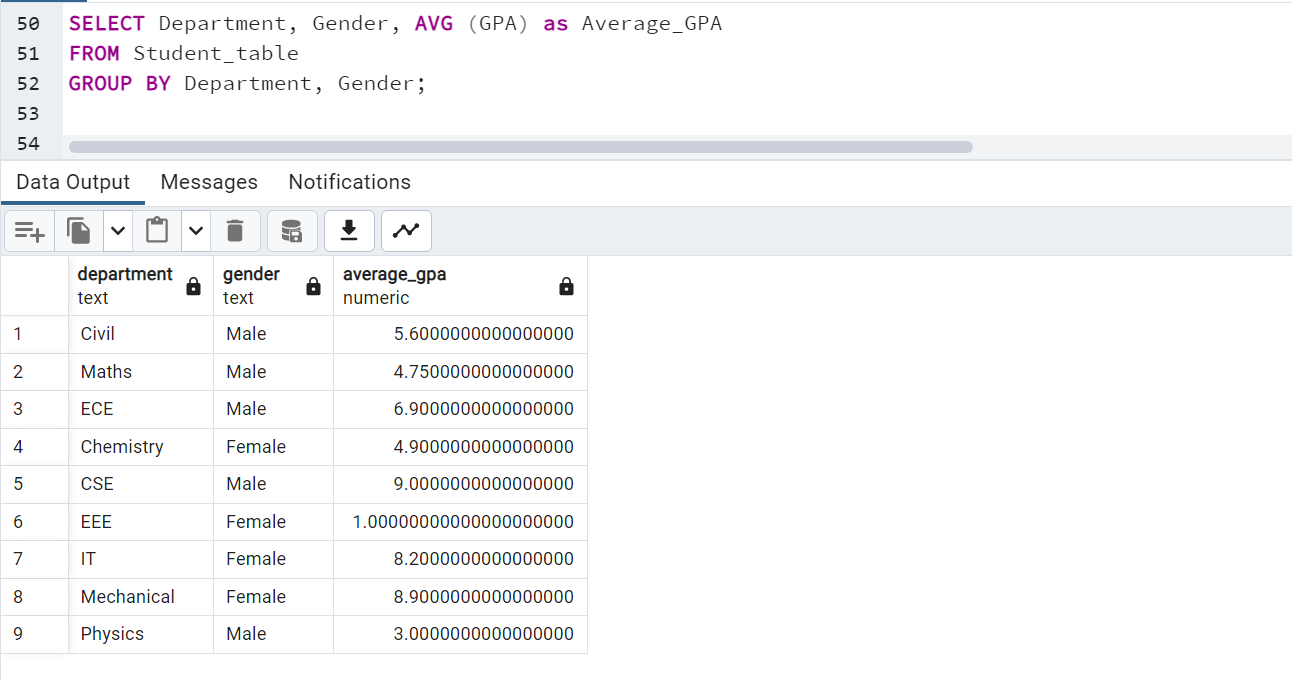 50 SELECT Department, Gender, AVG (GPA) as Average_GPA
51 FROM Student_table
52 GROUP BY Department, Gender;
53
54
Data Output Messages Notifications
department gender average_gpa
text text numeric
1 Civil Male 5.6000000000000000
2 Maths Male 4.7500000000000000
3 ECE Male 6.9000000000000000
4 Chemistry Female 4.9000000000000000
5 CSE Male 9.0000000000000000
6 EEE Female 1.00000000000000000000
7 IT Female 8.2000000000000000
8 Mechanical Female 8.9000000000000000
9 Physics Male 3.0000000000000000